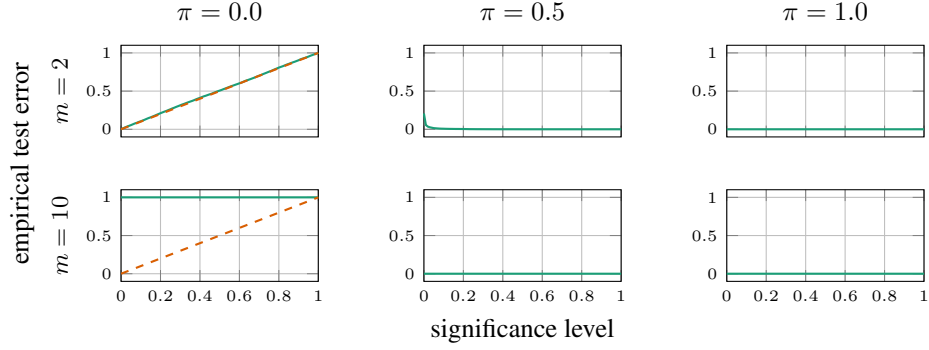 π = 0.0 π = 0.5 π = 1.0
empirical test error
m = 2
1 1 1
0.5 0.5 0.5
0 0 0
m = 10
1 1 1
0.5 0.5 0.5
0 0 0
0 0.2 0.4 0.6 0.8 1 0 0.2 0.4 0.6 0.8 1 0 0.2 0.4 0.6 0.8 1
significance level